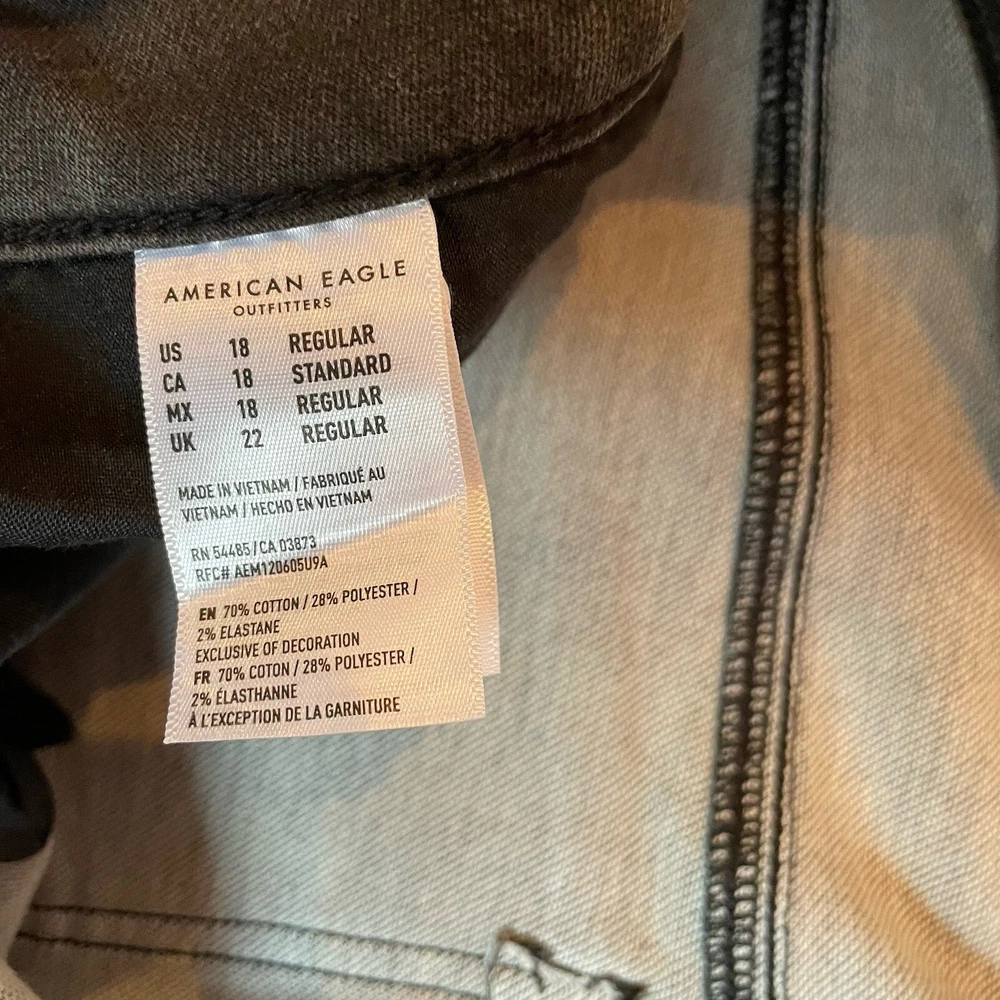 AMERICAN EAGLE
OUTFITTERS
US 18 REGULAR
CA 18 STANDARD
MX 18 REGULAR
UK 22 REGULAR
MADE IN VIETNAM / FABRIQUÉ AU
VIETNAM / HECHO EN VIETNAM
RN 54485 / CA 03873
RFC# AEM120605U9A
EN 70% COTTON / 28% POLYESTER /
2% ELASTANE
EXCLUSIVE OF DECORATION
FR 70% COTON / 28% POLYESTER /
2% ÉLASTHANNE
À L'EXCEPTION DE LA GARNITURE